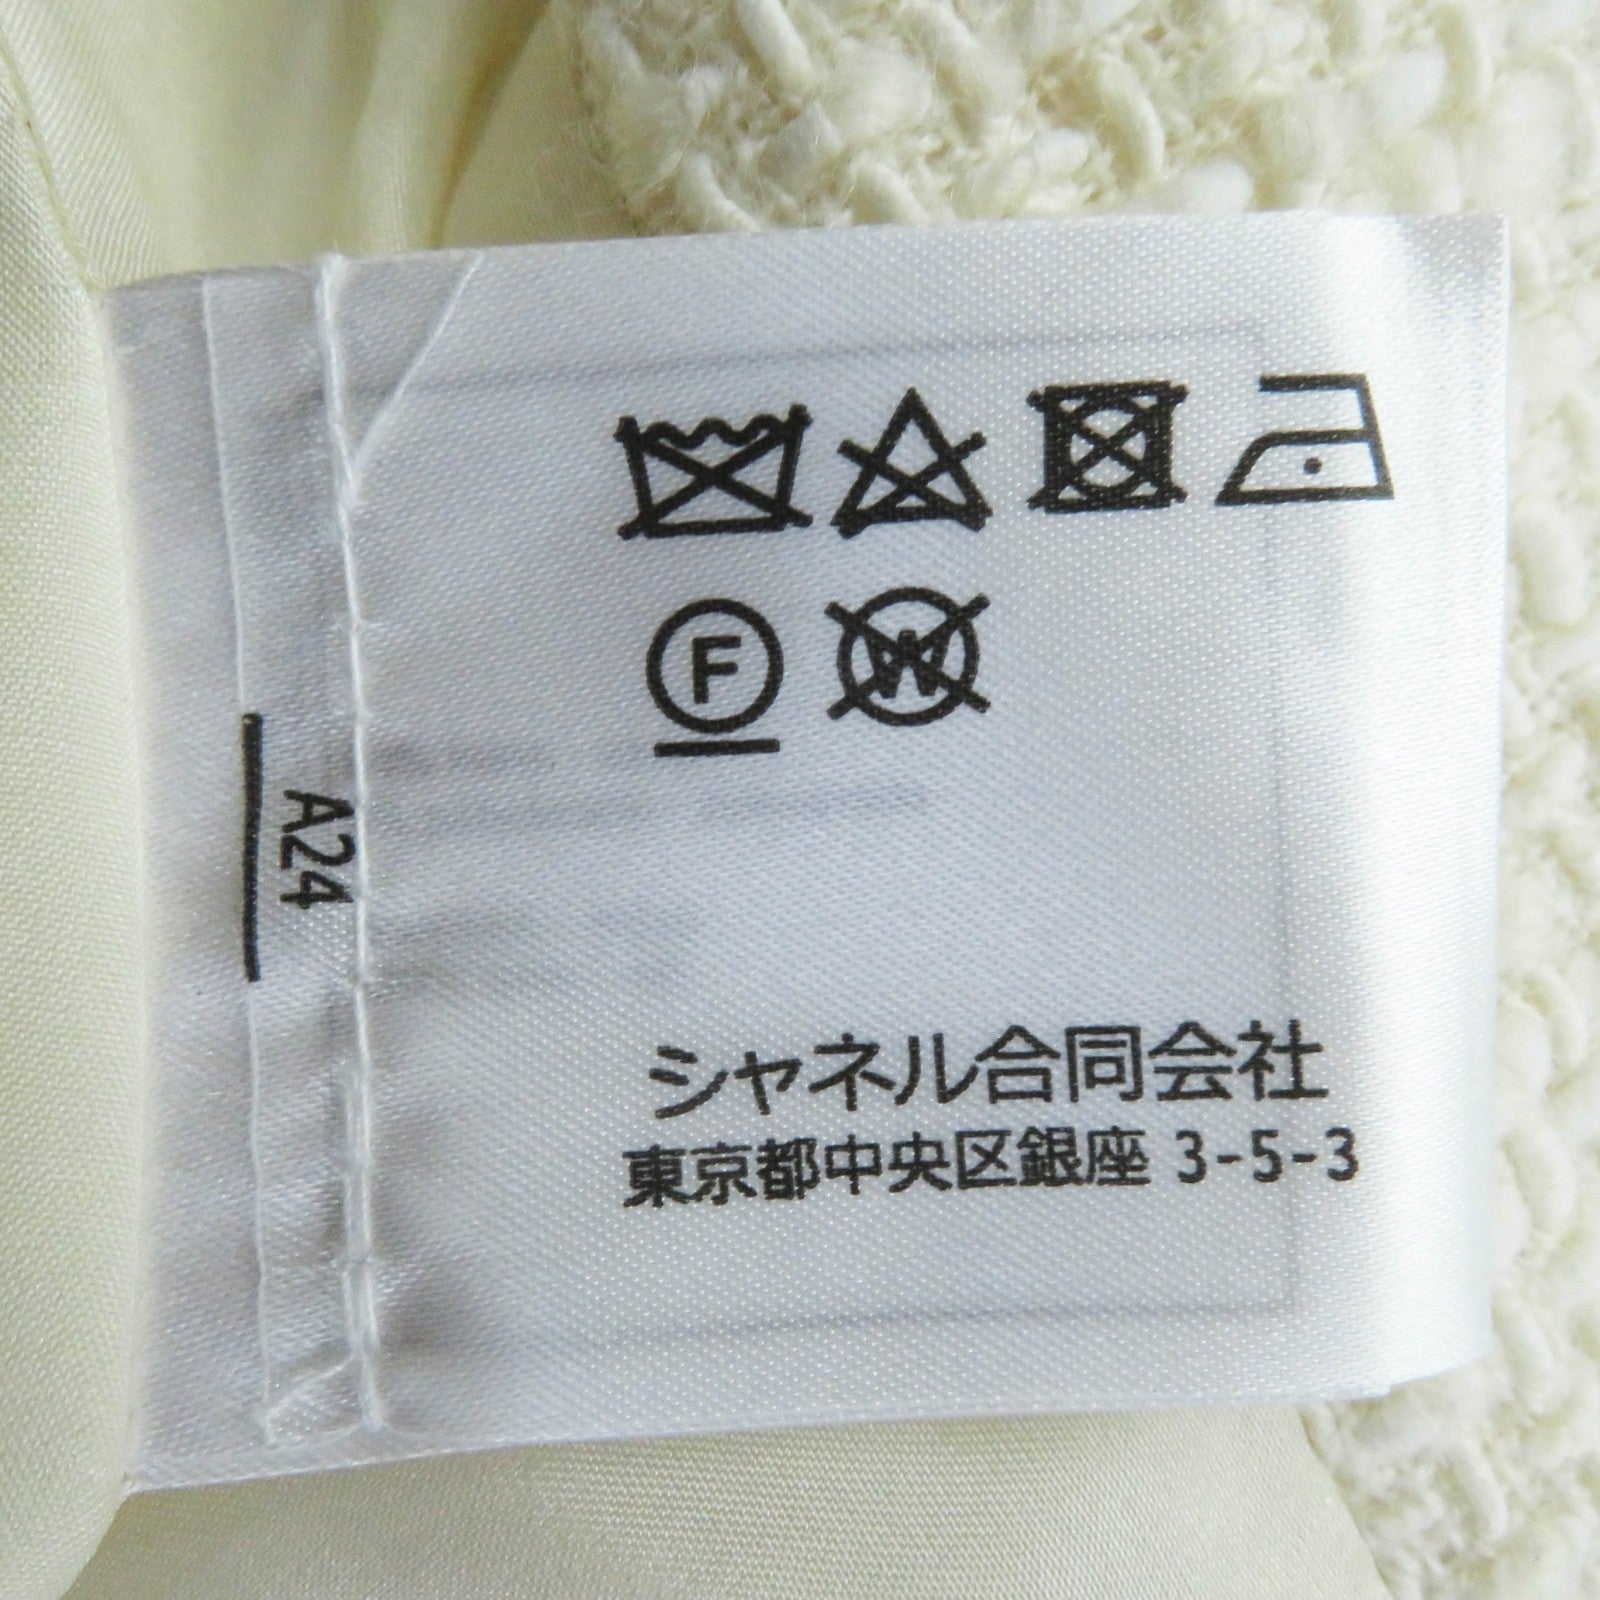 F W
A24
シャネル合同会社
東京都中央区銀座 3-5-3